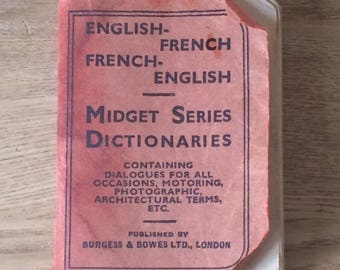 ENGLISH-
FRENCH
FRENCH-
ENGLISH
MIDGET SERIES
DICTIONARIES
CONTAINING
DIALOGUES FOR ALL
OCCASIONS, MOTORING,
PHOTOGRAPHIC,
ARCHITECTURAL TERMS,
ETC.
PUBLISHED BY
BURGESS & BOWES LTD., LONDON